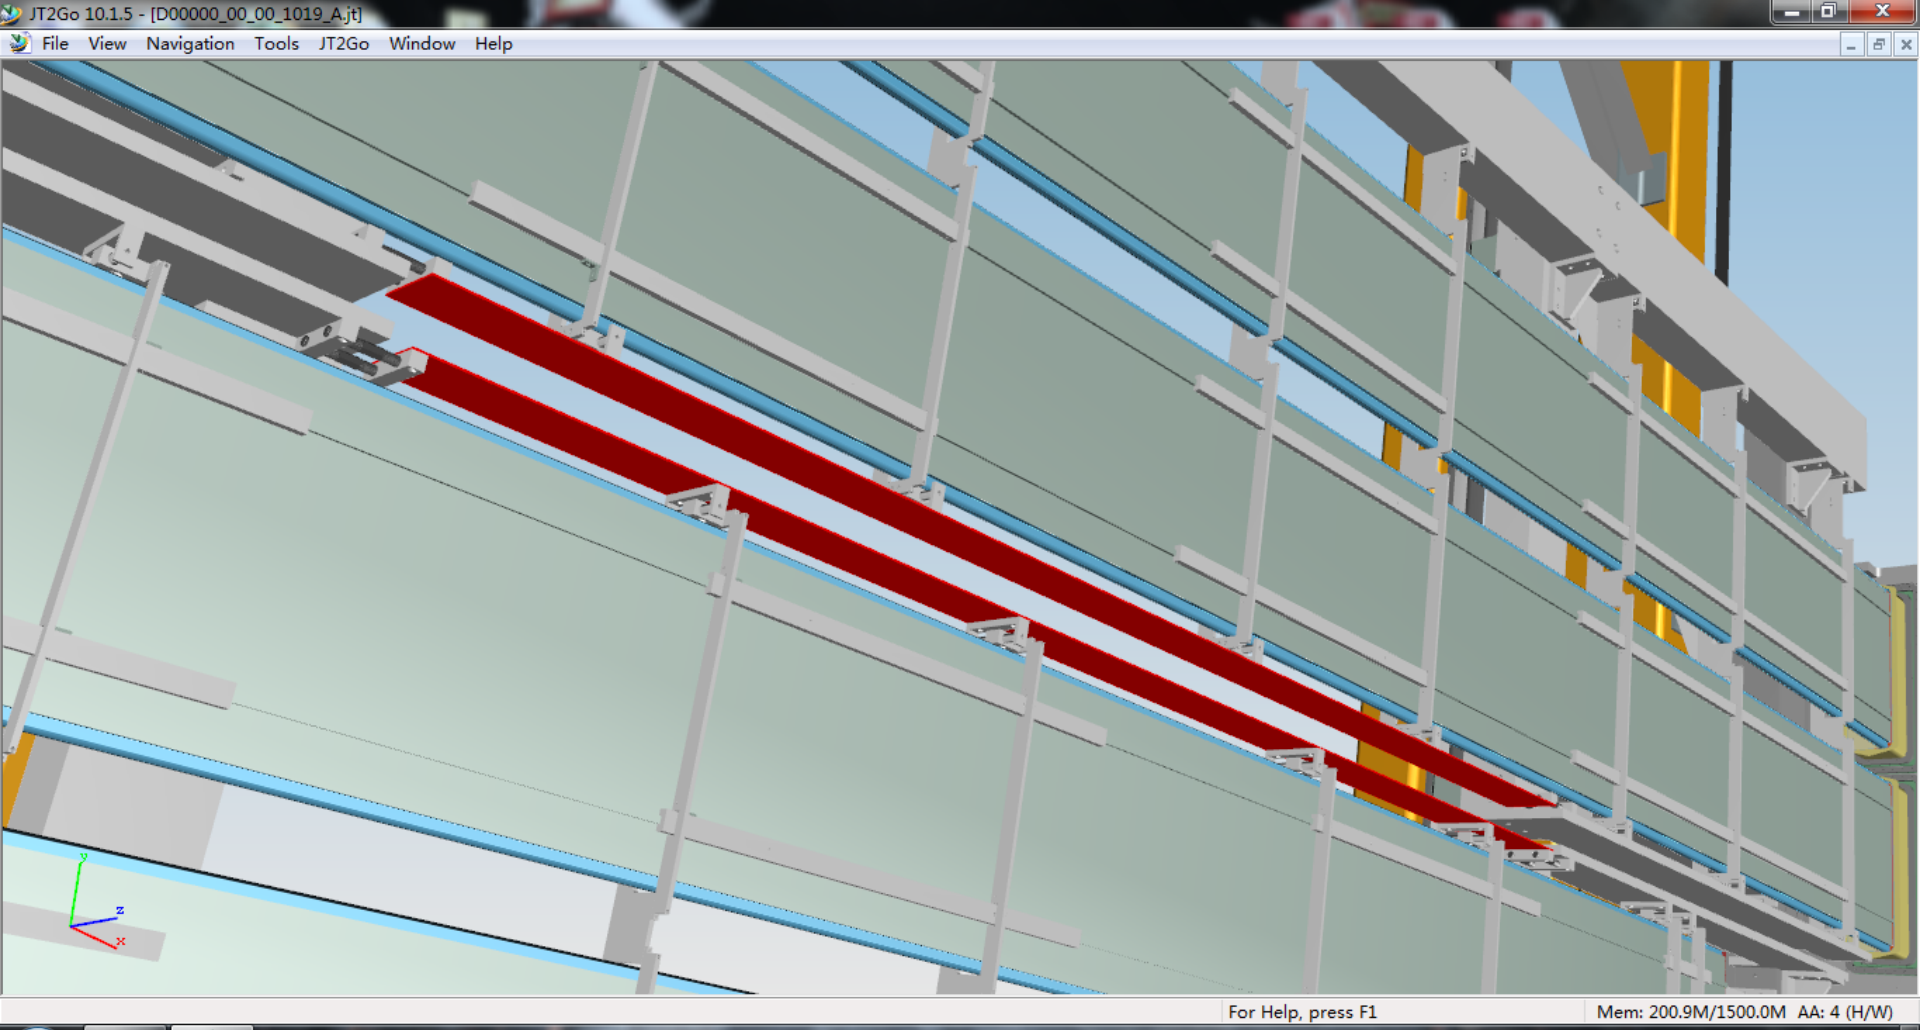 JT2Go 10.1.5 - [D00000_00_00_1019_A.jt]
File View Navigation Tools JT2Go Window Help
y
z
x
For Help, press F1
Mem: 200.9M/1500.0M AA: 4 (H/W)